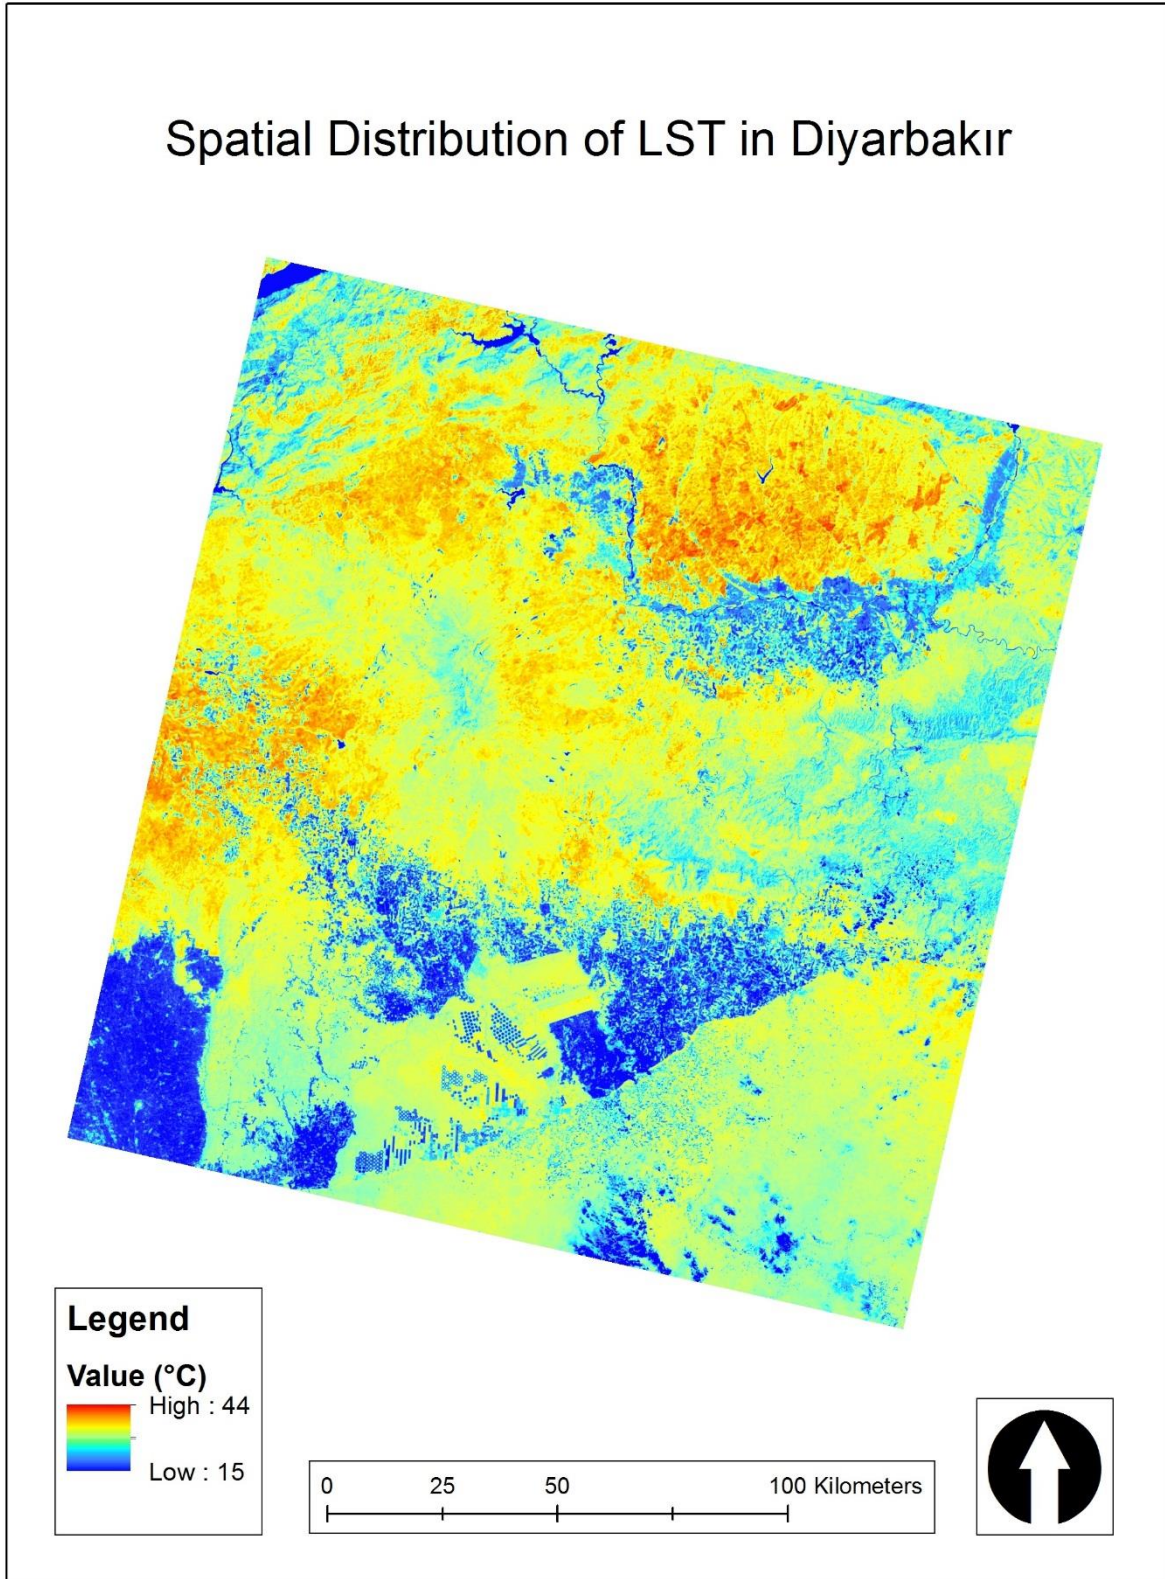 Spatial Distribution of LST in Diyarbakır
Legend
Value (°C)
High : 44
Low : 15
0 25 50 100 Kilometers